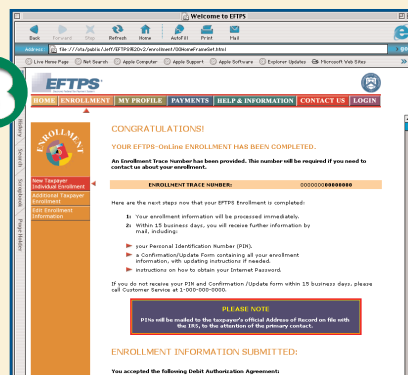 Welcome to EFTPS
Back Forward Stop Refresh Home AutoFill Print Mail
Address: file:///sta/public/Jeff/EFTPS%20v2/enrollment/00HomeFrameSet.html
Live Home Page Net Search Apple Computer Apple Support Apple Software Explorer Updates Microsoft Web Sites
3
EFTPS
HOME ENROLLMENT MY PROFILE PAYMENTS HELP & INFORMATION CONTACT US LOGIN
History
Search
Scrapbook
Page Holder
ENROLLMENT
New Taxpayer
Individual Enrollment
Additional Taxpayer
Enrollment
Edit Enrollment
Information
CONGRATULATIONS!
YOUR EFTPS-OnLine ENROLLMENT HAS BEEN COMPLETED.
An Enrollment Trace Number has been provided. This number will be required if you need to
contact us about your enrollment.
ENROLLMENT TRACE NUMBER: 000000000000000
Here are the next steps now that your EFTPS Enrollment is completed:
1: Your enrollment information will be processed immediately.
2: Within 15 business days, you will receive further information by
mail, including:
your Personal Identification Number (PIN).
a Confirmation/Update Form containing all your enrollment
information, with updating instructions if needed.
instructions on how to obtain your Internet Password.
If you do not receive your PIN and Confirmation /Update form within 15 business days, please
call Customer Service at 1-000-000-0000.
PLEASE NOTE
PINs will be mailed to the taxpayer's official Address of Record on file with
the IRS, to the attention of the primary contact.
ENROLLMENT INFORMATION SUBMITTED:
You accepted the following Debit Authorization Agreement: